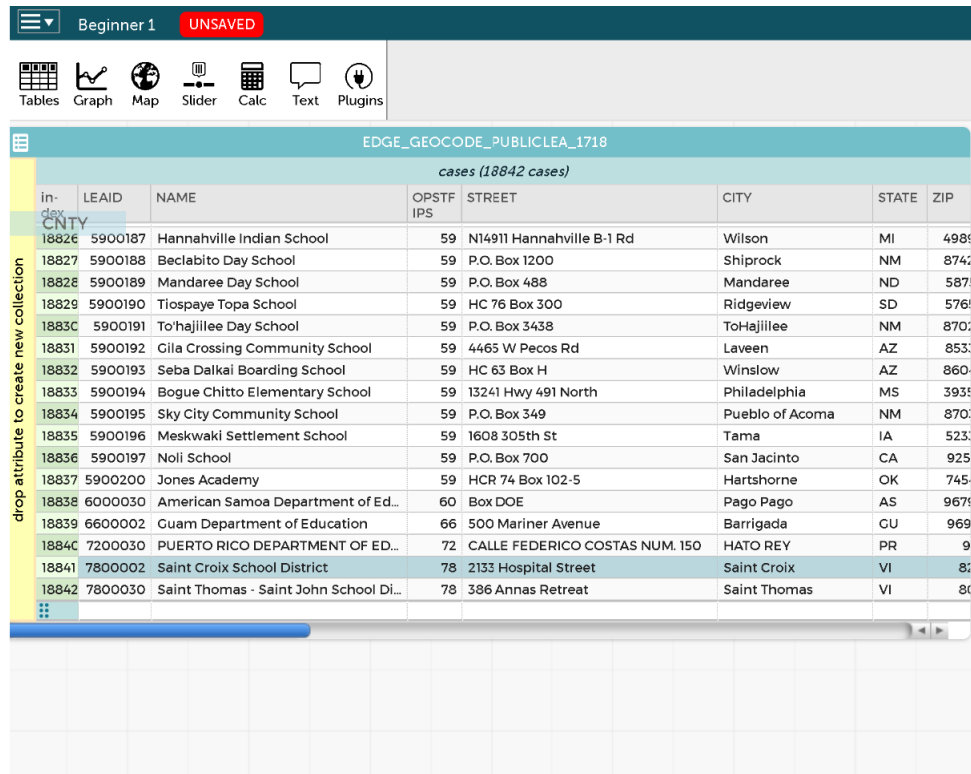 Beginner 1 UNSAVED
Tables Graph Map Slider Calc Text Plugins
EDGE_GEOCODE_PUBLICLEA_1718
cases (18842 cases)
in-dex LEAID NAME OPSTFIPS STREET CITY STATE ZIP
CNTY
18826 5900187 Hannahville Indian School 59 N14911 Hannahville B-1 Rd Wilson MI
18827 5900188 Beclabito Day School 59 P.O. Box 1200 Shiprock NM
18828 5900189 Mandaree Day School 59 P.O. Box 488 Mandaree ND
18829 5900190 Tiospaye Topa School 59 HC 76 Box 300 Ridgeview SD
18830 5900191 To'hajiilee Day School 59 P.O. Box 3438 ToHajiilee NM
18831 5900192 Gila Crossing Community School 59 4465 W Pecos Rd Laveen AZ
18832 5900193 Seba Dalkai Boarding School 59 HC 63 Box H Winslow AZ
18833 5900194 Bogue Chitto Elementary School 59 13241 Hwy 491 North Philadelphia MS
18834 5900195 Sky City Community School 59 P.O. Box 349 Pueblo of Acoma NM
18835 5900196 Meskwaki Settlement School 59 1608 305th St Tama IA
18836 5900197 Noli School 59 P.O. Box 700 San Jacinto CA
18837 5900200 Jones Academy 59 HCR 74 Box 102-5 Hartshorne OK
18838 6000030 American Samoa Department of Ed... 60 Box DOE Pago Pago AS
18839 6600002 Guam Department of Education 66 500 Mariner Avenue Barrigada GU
18840 7200030 PUERTO RICO DEPARTMENT OF ED... 72 CALLE FEDERICO COSTAS NUM. 150 HATO REY PR
18841 7800002 Saint Croix School District 78 2133 Hospital Street Saint Croix VI
18842 7800030 Saint Thomas - Saint John School Di... 78 386 Annas Retreat Saint Thomas VI
drop attribute to create new collection